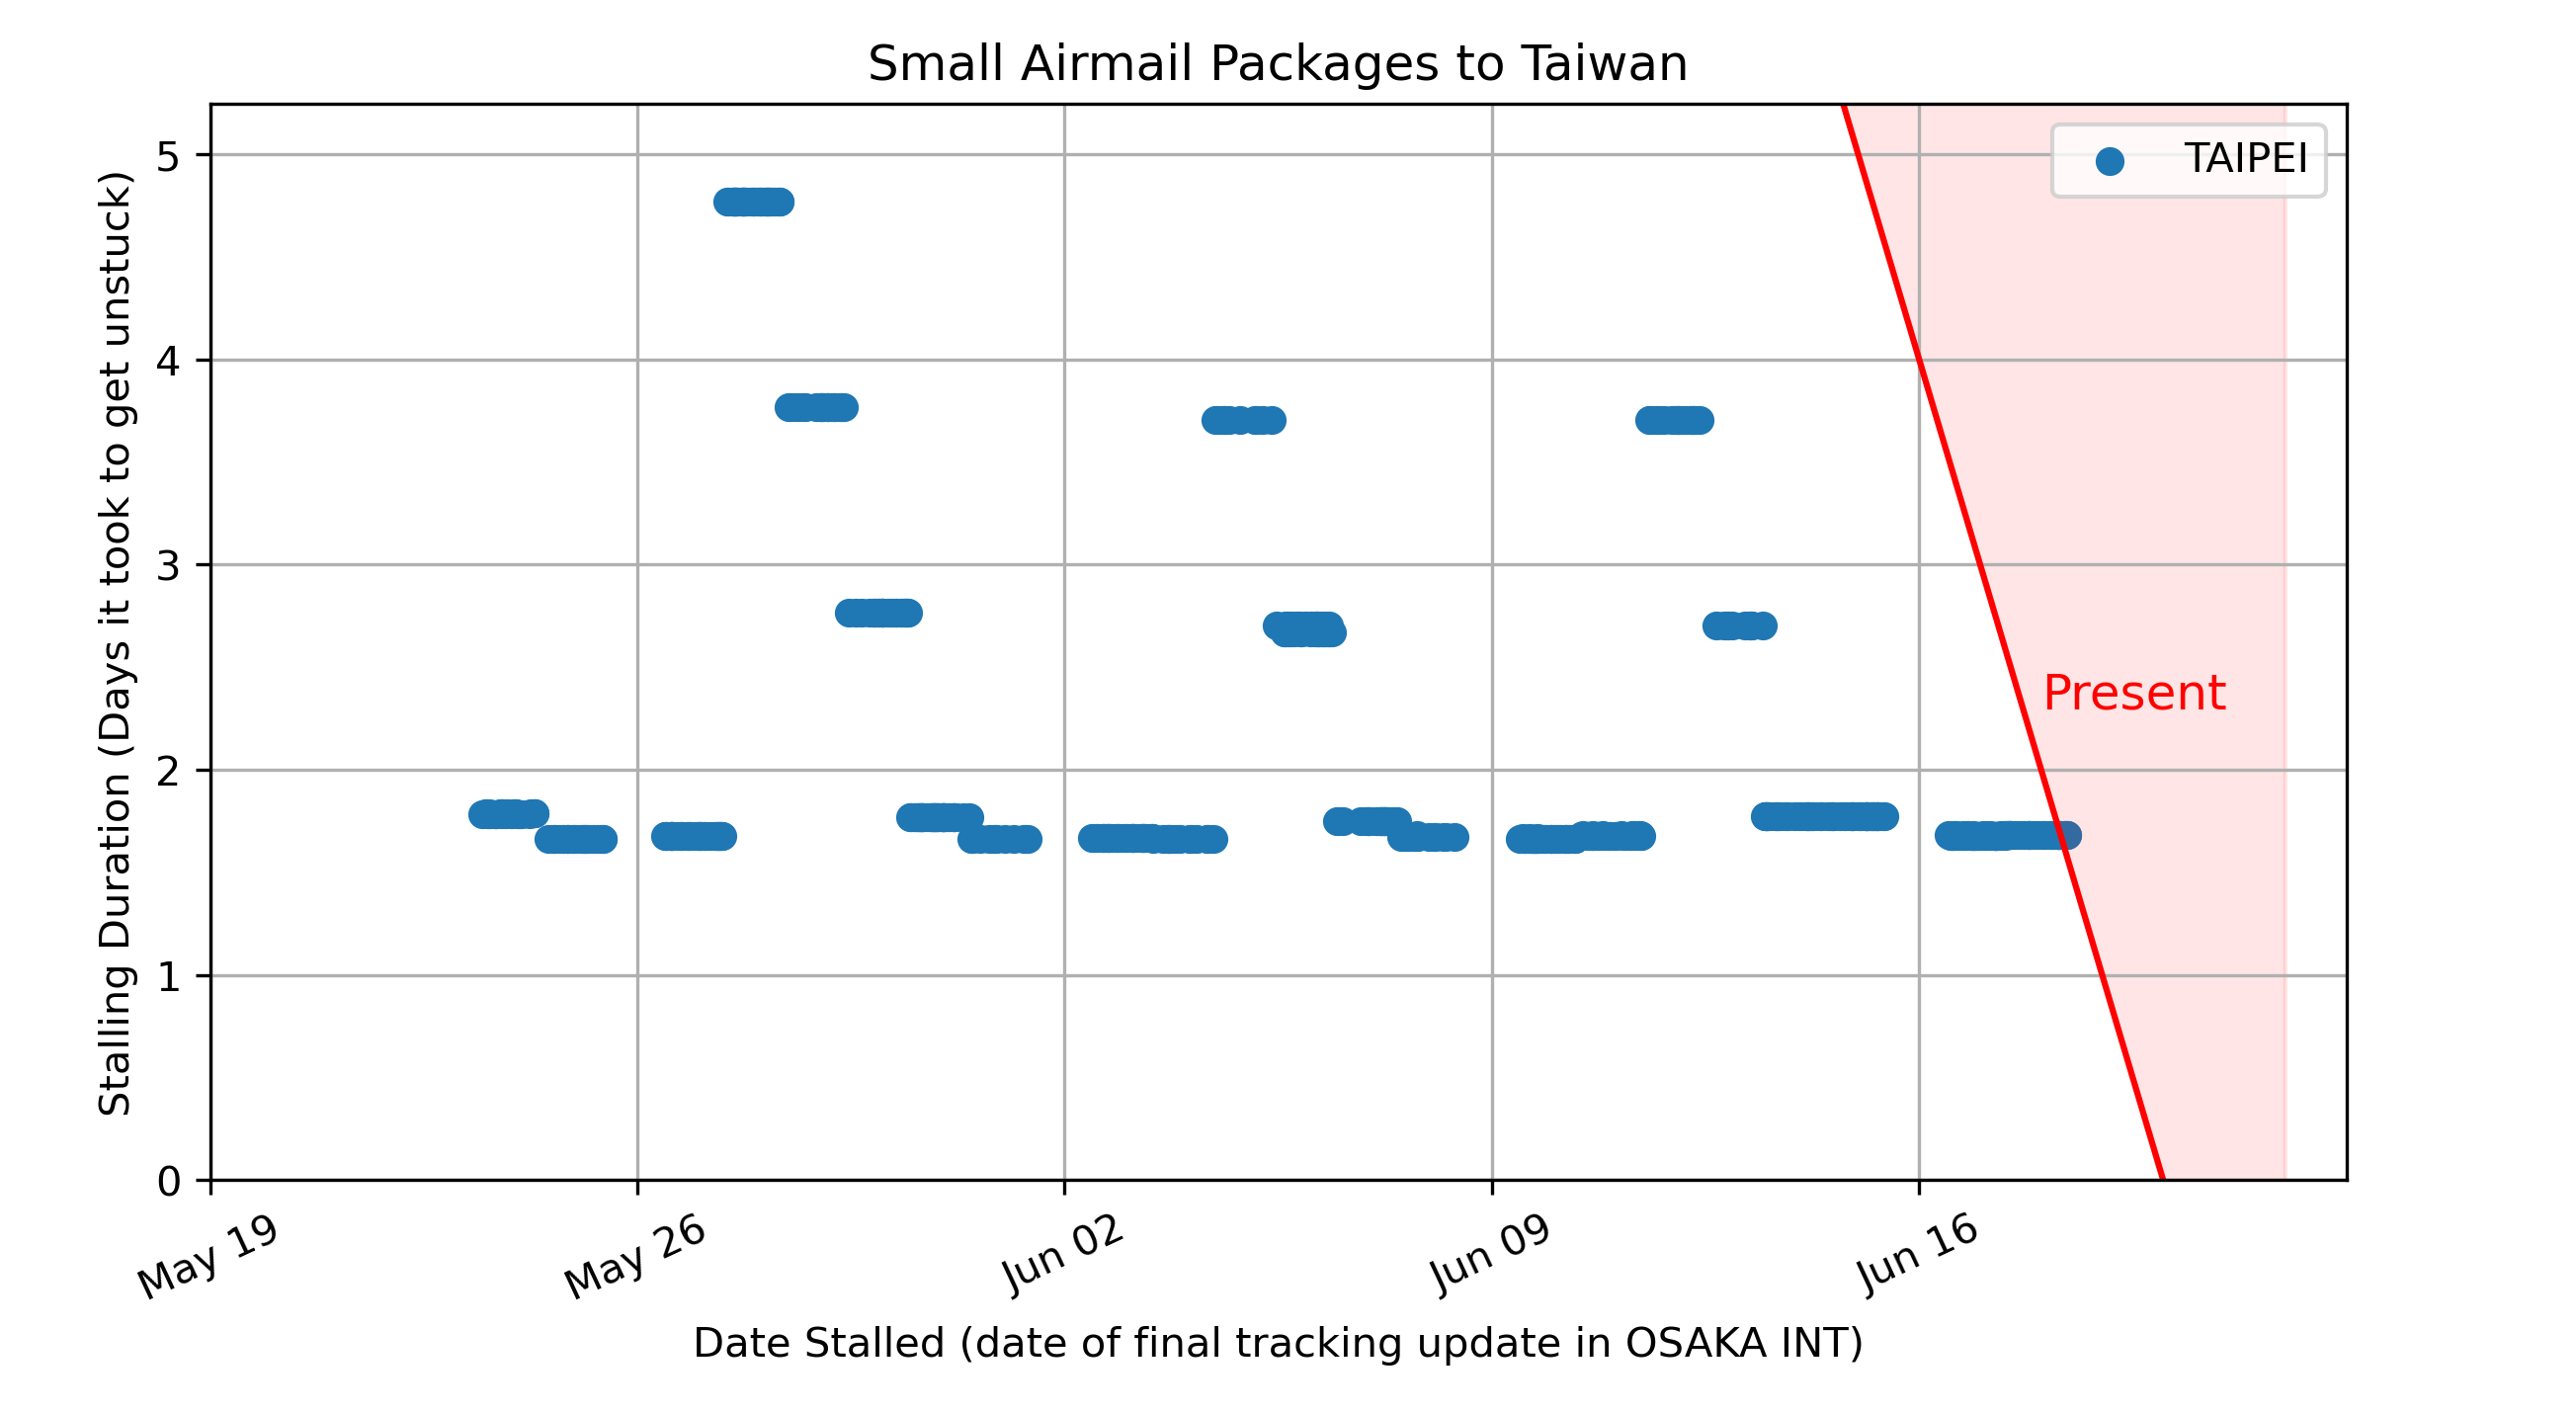 Small Airmail Packages to Taiwan
TAIPEI
Stalling Duration (Days it took to get unstuck)
5
4
3
2
1
0
Present
May 19
May 26
Jun 02
Jun 09
Jun 16
Date Stalled (date of final tracking update in OSAKA INT)